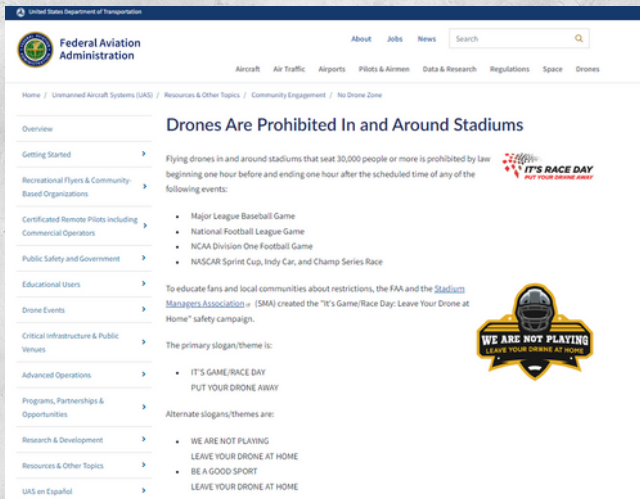 United States Department of Transportation
Federal Aviation
Administration
About Jobs News Search
Aircraft Air Traffic Airports Pilots & Airmen Data & Research Regulations Space Drones
Home / Unmanned Aircraft Systems (UAS) / Resources & Other Topics / Community Engagement / No Drone Zone
Overview
Getting Started
Recreational Flyers & Community-
Based Organizations
Certificated Remote Pilots including
Commercial Operators
Public Safety and Government
Educational Users
Drone Events
Critical Infrastructure & Public
Venues
Advanced Operations
Programs, Partnerships &
Opportunities
Research & Development
Resources & Other Topics
UAS en Español
Drones Are Prohibited In and Around Stadiums
Flying drones in and around stadiums that seat 30,000 people or more is prohibited by law
beginning one hour before and ending one hour after the scheduled time of any of the
following events:
• Major League Baseball Game
• National Football League Game
• NCAA Division One Football Game
• NASCAR Sprint Cup, Indy Car, and Champ Series Race
To educate fans and local communities about restrictions, the FAA and the Stadium
Managers Association (SMA) created the "It's Game/Race Day: Leave Your Drone at
Home" safety campaign.
The primary slogan/theme is:
• IT'S GAME/RACE DAY
PUT YOUR DRONE AWAY
Alternate slogans/themes are:
• WE ARE NOT PLAYING
LEAVE YOUR DRONE AT HOME
• BE A GOOD SPORT
LEAVE YOUR DRONE AT HOME
IT'S RACE DAY
PUT YOUR DRONE AWAY
WE ARE NOT PLAYING
LEAVE YOUR DRONE AT HOME